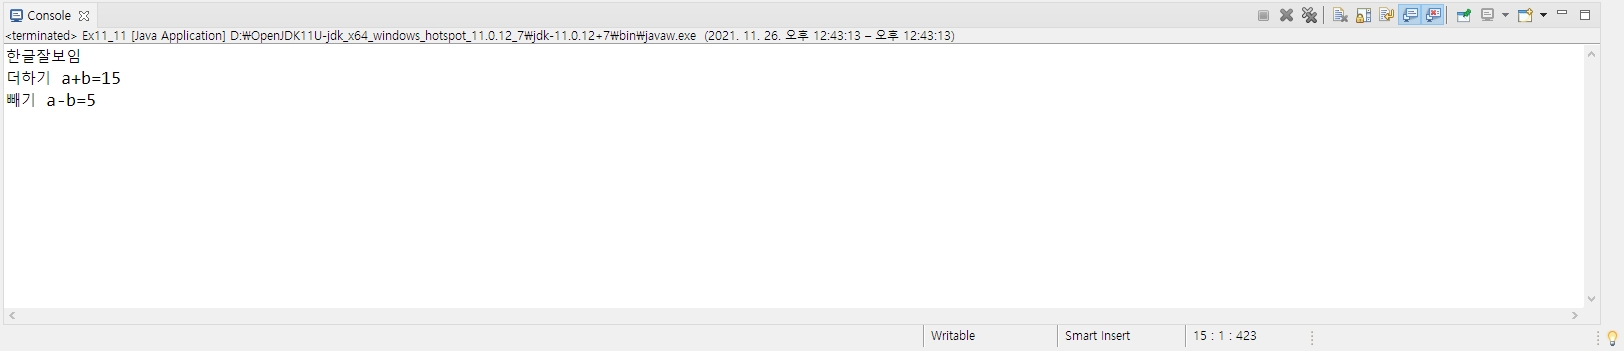 Console
<terminated> Ex11_11 [Java Application] D:₩OpenJDK11U-jdk_x64_windows_hotspot_11.0.12_7₩jdk-11.0.12+7₩bin₩javaw.exe (2021. 11. 26. 오후 12:43:13 – 오후 12:43:13)
한글잘보임
더하기 a+b=15
빼기 a-b=5
Writable Smart Insert 15 : 1 : 423